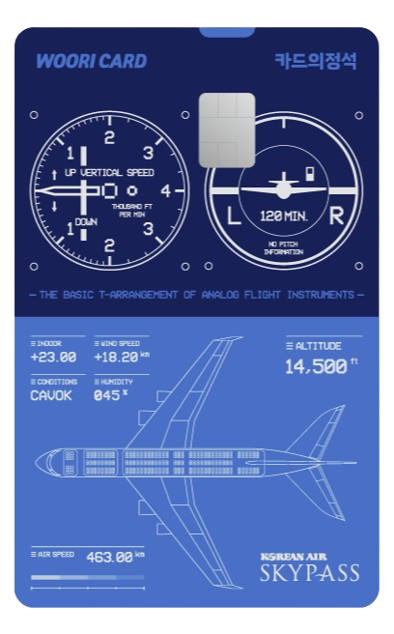 WOORI CARD
카드의정석
2
1 3
UP VERTICAL SPEED
0 4
THOUSAND FT
PER MIN
DOWN
1 3
2
L 120 MIN. R
NO PITCH
INFORMATION
THE BASIC T-ARRANGEMENT OF ANALOG FLIGHT INSTRUMENTS
INDOOR
+23.00
WIND SPEED
+18.20 km
ALTITUDE
14,500 ft
CONDITIONS
CAVOK
HUMIDITY
045 %
AIR SPEED 463.00 km
KOREAN AIR
SKYPASS